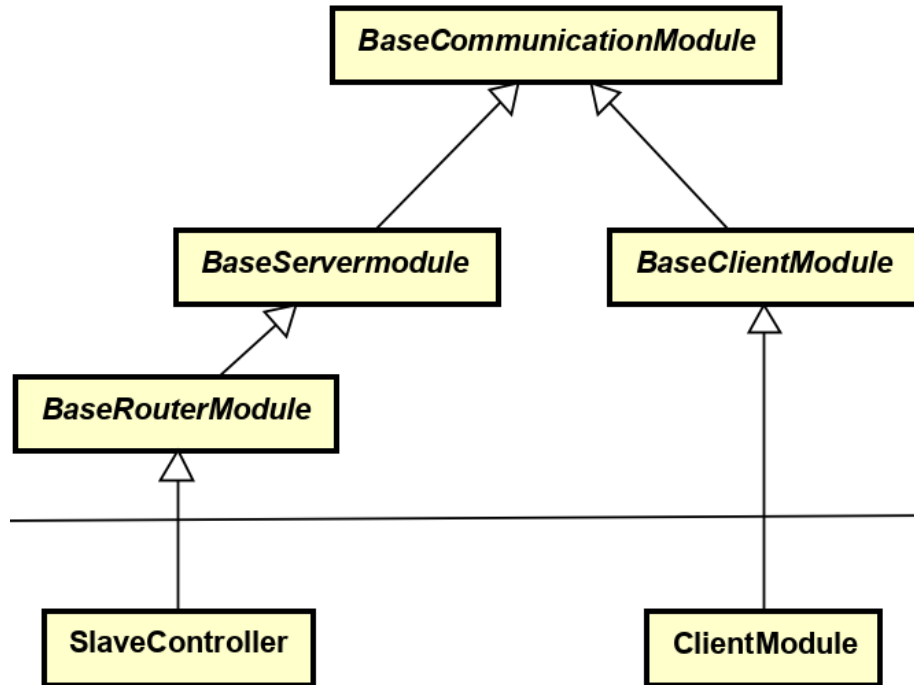 BaseCommunicationModule
BaseServermodule
BaseClientModule
BaseRouterModule
SlaveController
ClientModule